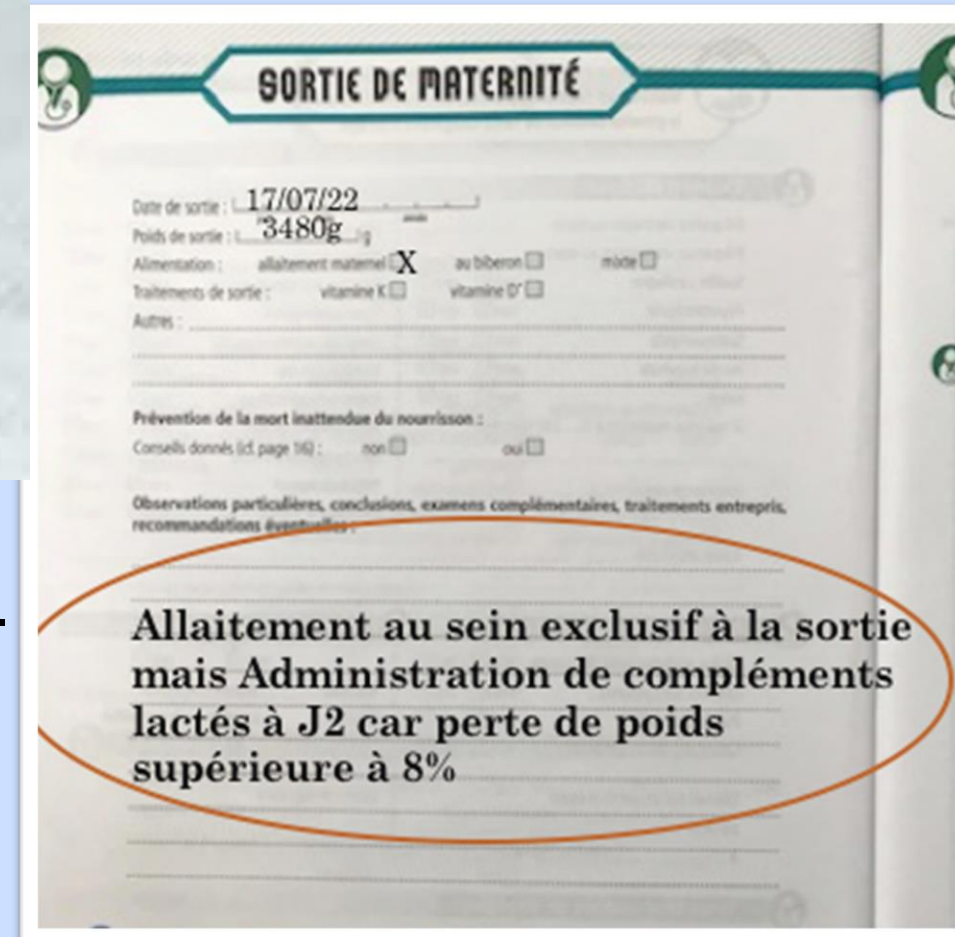 SORTIE DE MATERNITÉ
Date de sortie : 17/07/22
Poids de sortie : 3480g g
Alimentation : allaitement maternel X au biberon mixte
Traitements de sortie : vitamine K vitamine D*
Autres :
Prévention de la mort inattendue du nourrisson :
Conseils donnés (cf. page 16) : non oui
Observations particulières, conclusions, examens complémentaires, traitements entrepris,
recommandations éventuelles :
Allaitement au sein exclusif à la sortie
mais Administration de compléments
lactés à J2 car perte de poids
supérieure à 8%